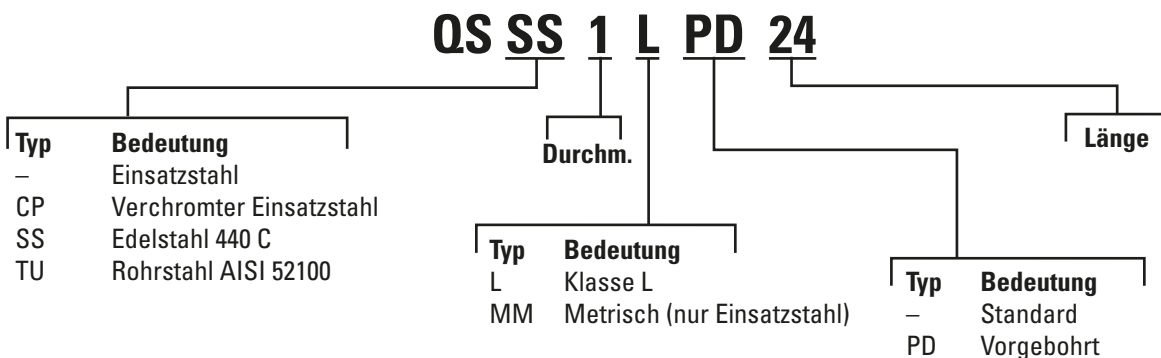 QS SS 1 L PD 24
Typ Bedeutung
– Einsatzstahl
CP Verchromter Einsatzstahl
SS Edelstahl 440 C
TU Rohrstahl AISI 52100
Durchm.
Typ Bedeutung
L Klasse L
MM Metrisch (nur Einsatzstahl)
Typ Bedeutung
– Standard
PD Vorgebohrt
Länge